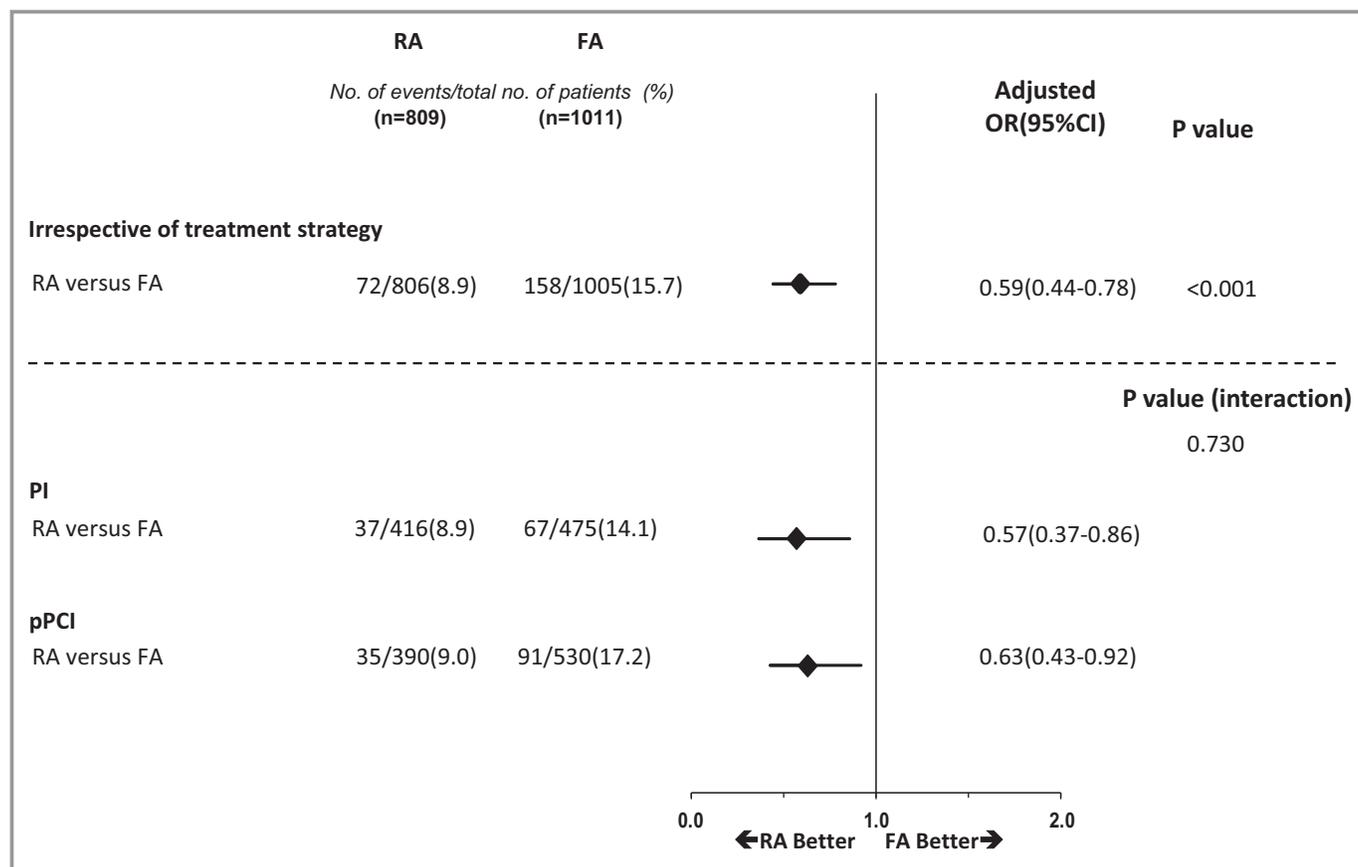 RA FA
No. of events/total no. of patients (%)
(n=809) (n=1011)
Adjusted
OR(95%CI) P value
Irrespective of treatment strategy
RA versus FA 72/806(8.9) 158/1005(15.7) 0.59(0.44-0.78) <0.001
P value (interaction)
0.730
PI
RA versus FA 37/416(8.9) 67/475(14.1) 0.57(0.37-0.86)
pPCI
RA versus FA 35/390(9.0) 91/530(17.2) 0.63(0.43-0.92)
0.0 1.0 2.0
🡸RA Better FA Better🡺